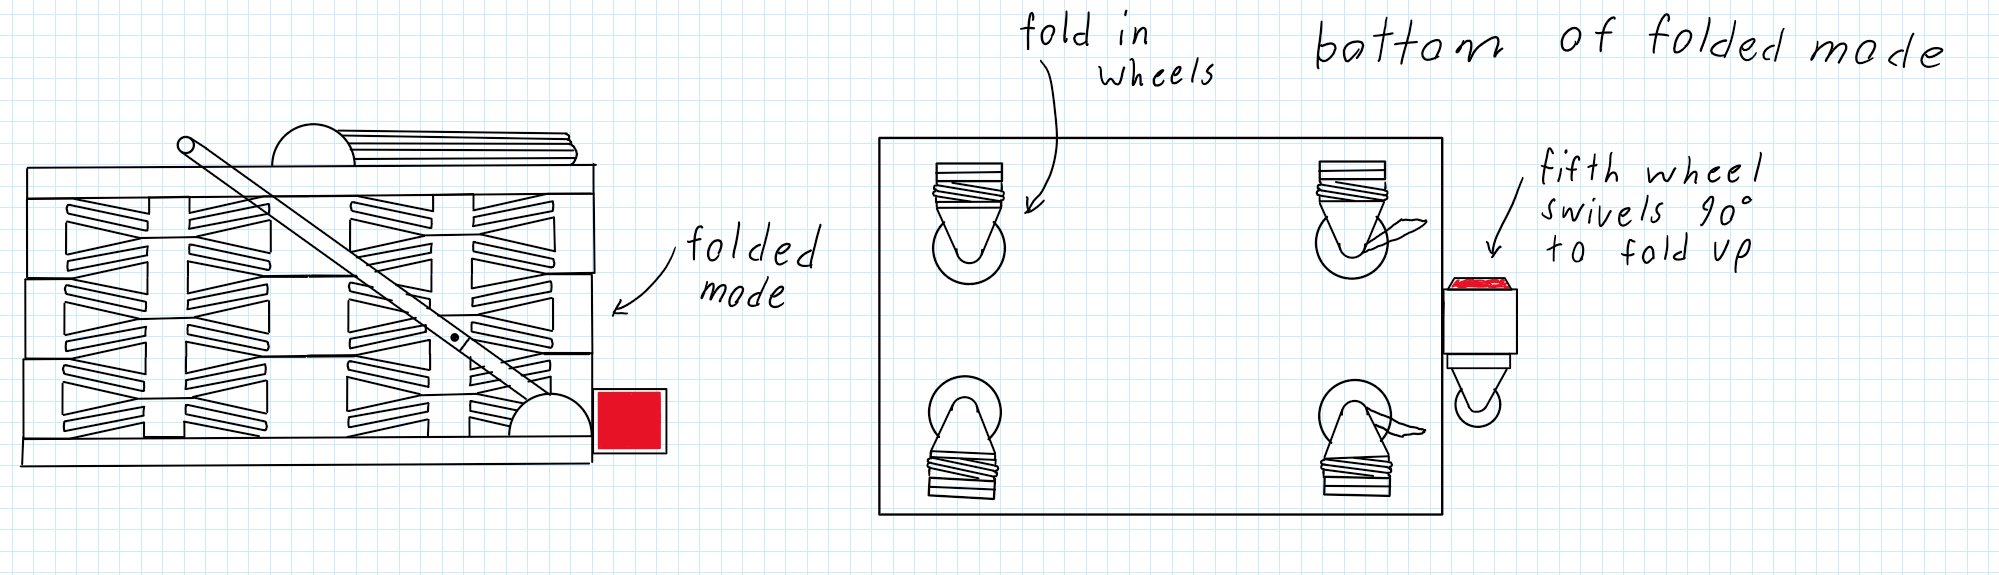 fold in
wheels
bottom of folded mode
fifth wheel
swivels 90°
to fold up
folded
mode